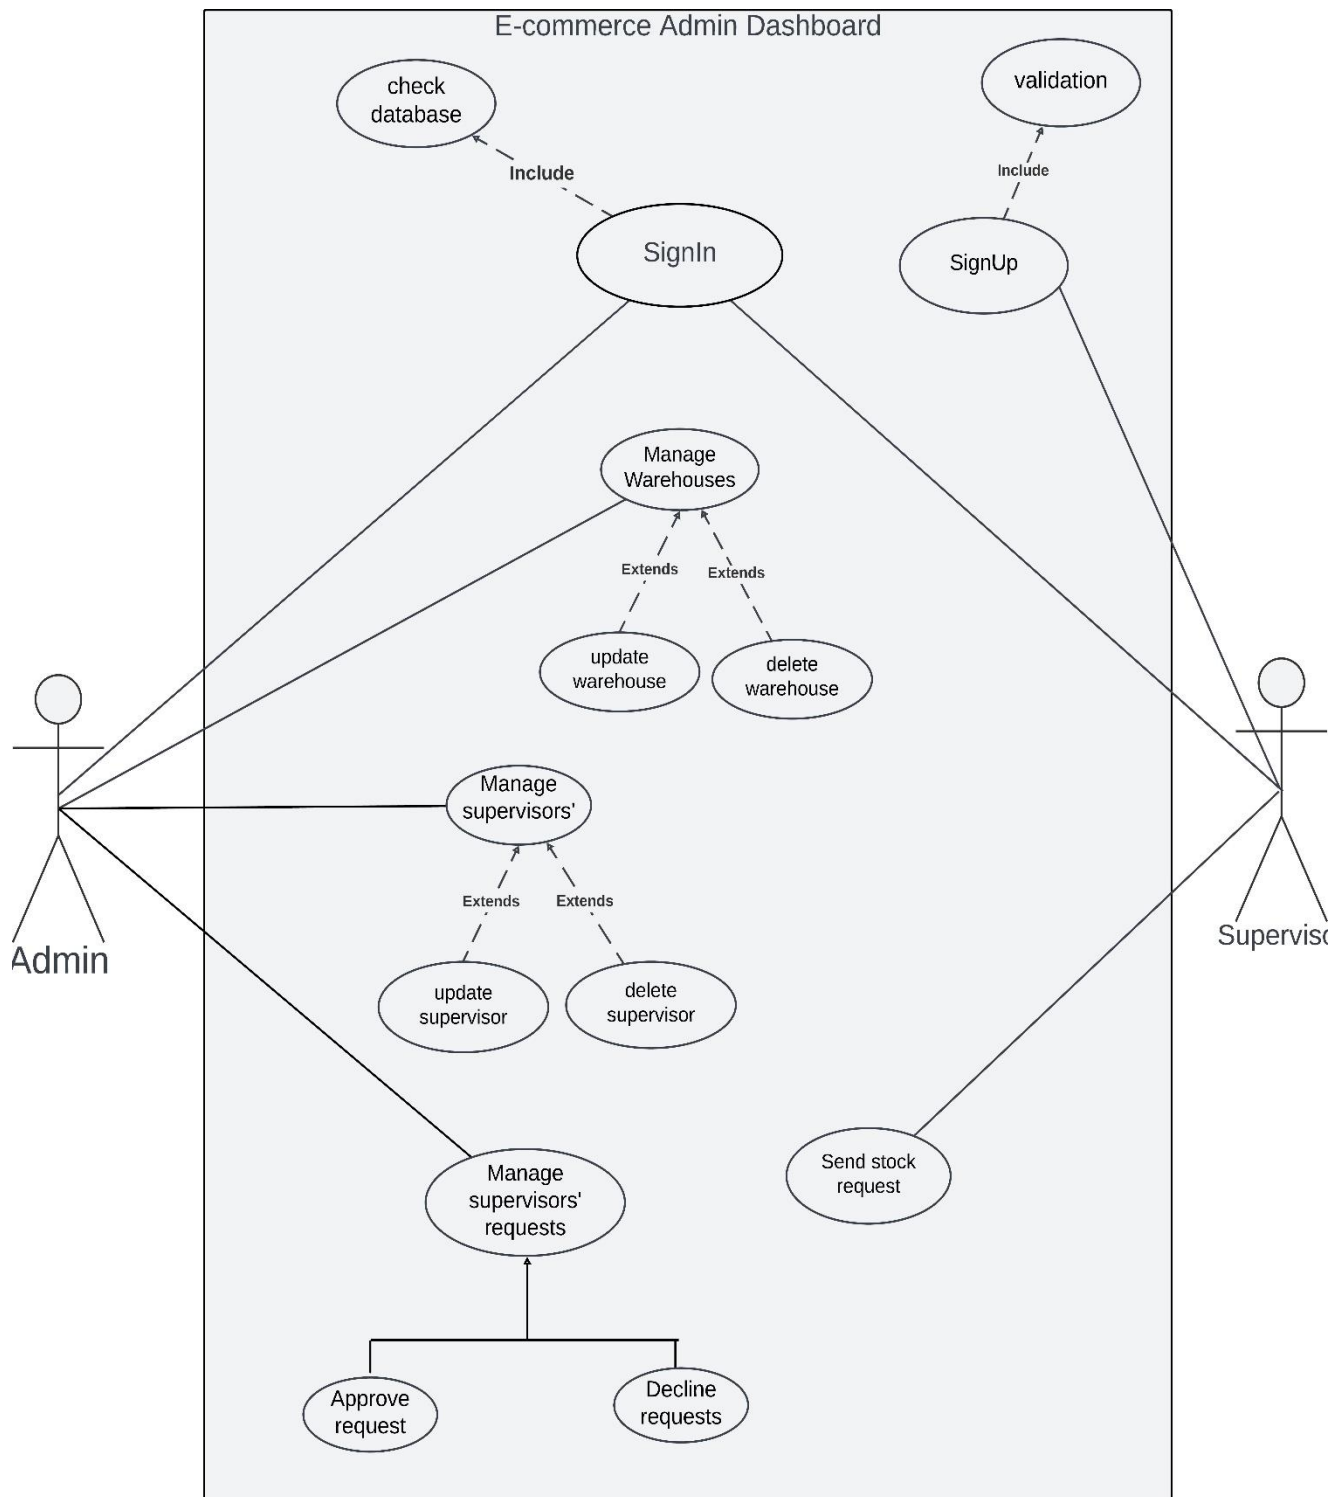 E-commerce Admin Dashboard
check
database
validation
Include
Include
SignIn
SignUp
Manage
Warehouses
Extends
Extends
update
warehouse
delete
warehouse
Manage
supervisors'
Extends
Extends
Admin
Superviso
update
supervisor
delete
supervisor
Send stock
request
Manage
supervisors'
requests
Approve
request
Decline
requests